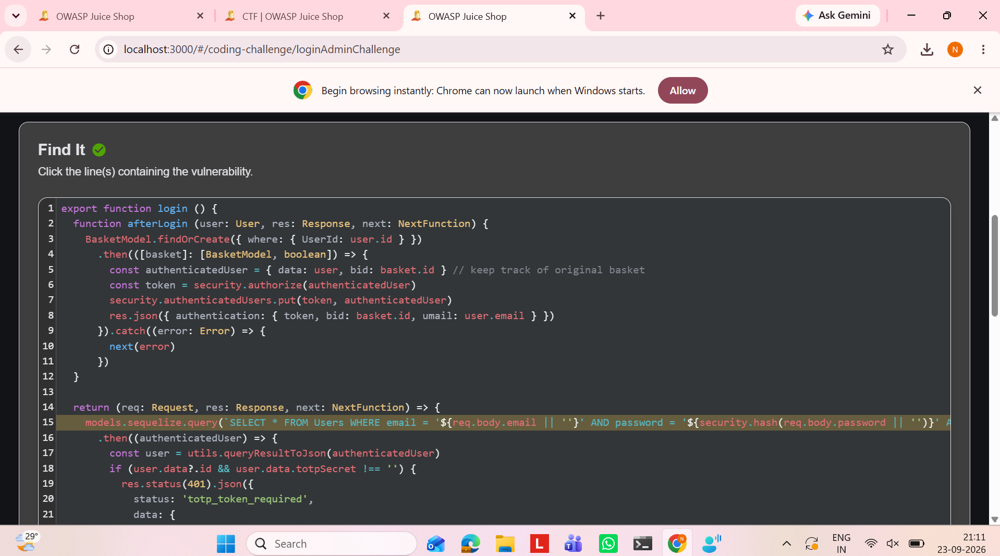 OWASP Juice Shop
CTF | OWASP Juice Shop
OWASP Juice Shop
Ask Gemini
localhost:3000/#/coding-challenge/loginAdminChallenge
N
Begin browsing instantly: Chrome can now launch when Windows starts.
Allow
Find It
Click the line(s) containing the vulnerability.
1 export function login () {
2 function afterLogin (user: User, res: Response, next: NextFunction) {
3 BasketModel.findOrCreate({ where: { UserId: user.id } })
4 .then(([basket]: [BasketModel, boolean]) => {
5 const authenticatedUser = { data: user, bid: basket.id } // keep track of original basket
6 const token = security.authorize(authenticatedUser)
7 security.authenticatedUsers.put(token, authenticatedUser)
8 res.json({ authentication: { token, bid: basket.id, umail: user.email } })
9 }).catch((error: Error) => {
10 next(error)
11 })
12 }
13
14 return (req: Request, res: Response, next: NextFunction) => {
15 models.sequelize.query(`SELECT * FROM Users WHERE email = '${req.body.email || ''}' AND password = '${security.hash(req.body.password || '')}' A
16 .then((authenticatedUser) => {
17 const user = utils.queryResultToJson(authenticatedUser)
18 if (user.data?.id && user.data.totpSecret !== '') {
19 res.status(401).json({
20 status: 'totp_token_required',
21 data: {
29°
Search
L
N
ENG
IN
21:11
23-09-2026